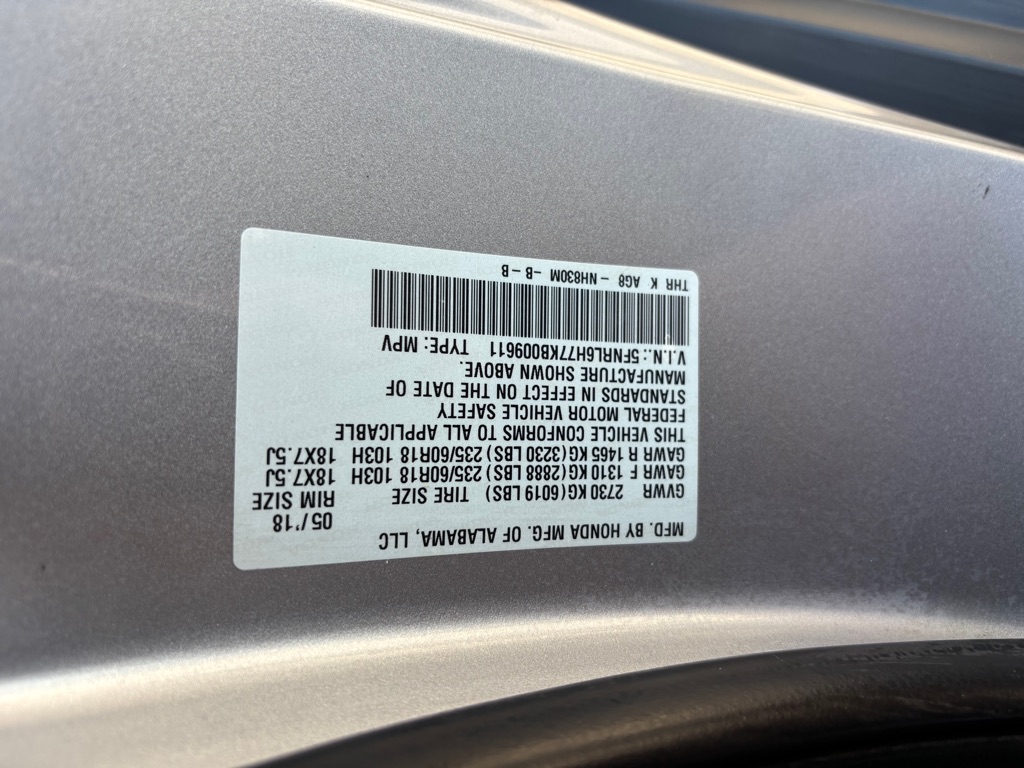 MFD. BY HONDA MFG. OF ALABAMA, LLC
05/'18
GVWR 2730 KG(6019 LBS) TIRE SIZE RIM SIZE
GAWR F 1310 KG(2888 LBS) 235/60R18 103H 18X7.5J
GAWR R 1465 KG(3230 LBS) 235/60R18 103H 18X7.5J
THIS VEHICLE CONFORMS TO ALL APPLICABLE
FEDERAL MOTOR VEHICLE SAFETY
STANDARDS IN EFFECT ON THE DATE OF
MANUFACTURE SHOWN ABOVE.
V.I.N.: 5FNRL6H77KB009611 TYPE: MPV
THR K AG8 - NH830M -B-B